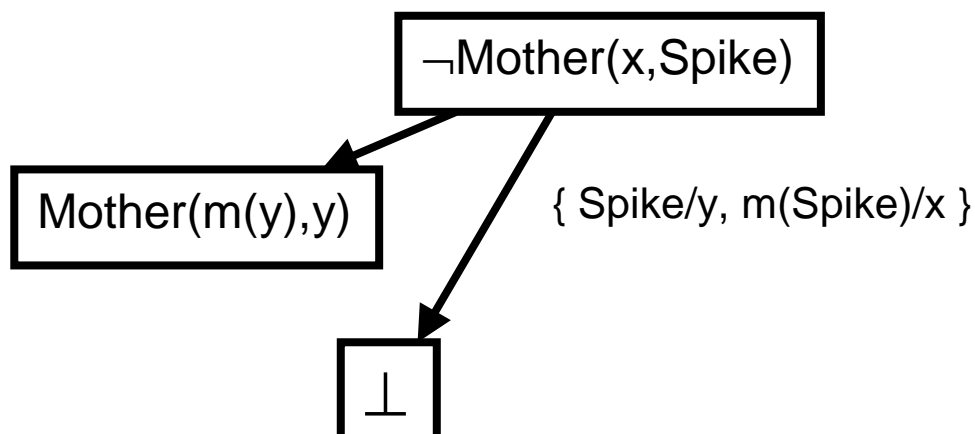 ¬Mother(x,Spike)
Mother(m(y),y)
{ Spike/y, m(Spike)/x }
⊥